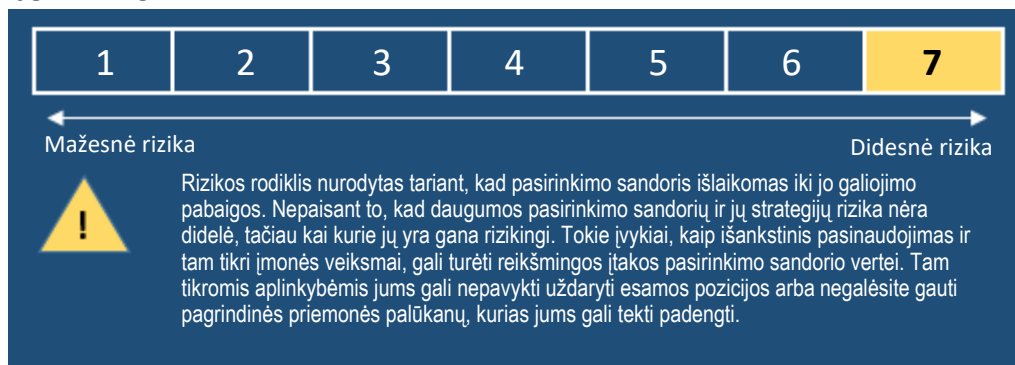 1 2 3 4 5 6 7
Mažesnė rizika Didesnė rizika
Rizikos rodiklis nurodytas tariant, kad pasirinkimo sandoris išlaikomas iki jo galiojimo
pabaigos. Nepaisant to, kad daugumos pasirinkimo sandorių ir jų strategijų rizika nėra
! didelė, tačiau kai kurie jų yra gana rizikingi. Tokie įvykiai, kaip išankstinis pasinaudojimas ir
tam tikri įmonės veiksmai, gali turėti reikšmingos įtakos pasirinkimo sandorio vertei. Tam
tikromis aplinkybėmis jums gali nepavykti uždaryti esamos pozicijos arba negalėsite gauti
pagrindinės priemonės palūkanų, kurias jums gali tekti padengti.